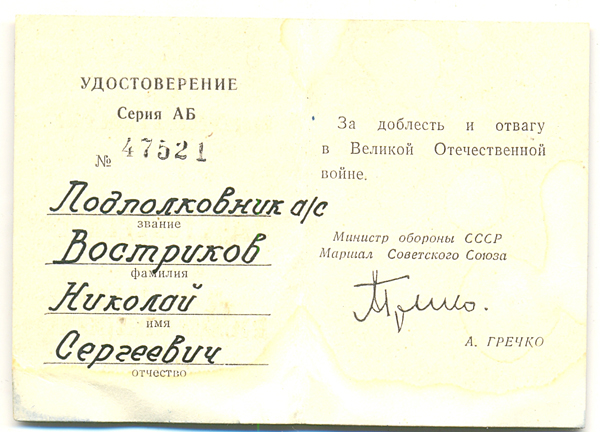 УДОСТОВЕРЕНИЕ
Серия АБ
№ 47521
Подполковник а/с
звание
Востриков
фамилия
Николай
имя
Сергеевич
отчество
За доблесть и отвагу
в Великой Отечественной
войне.
Министр обороны СССР
Маршал Советского Союза
Гречко.
А. ГРЕЧКО